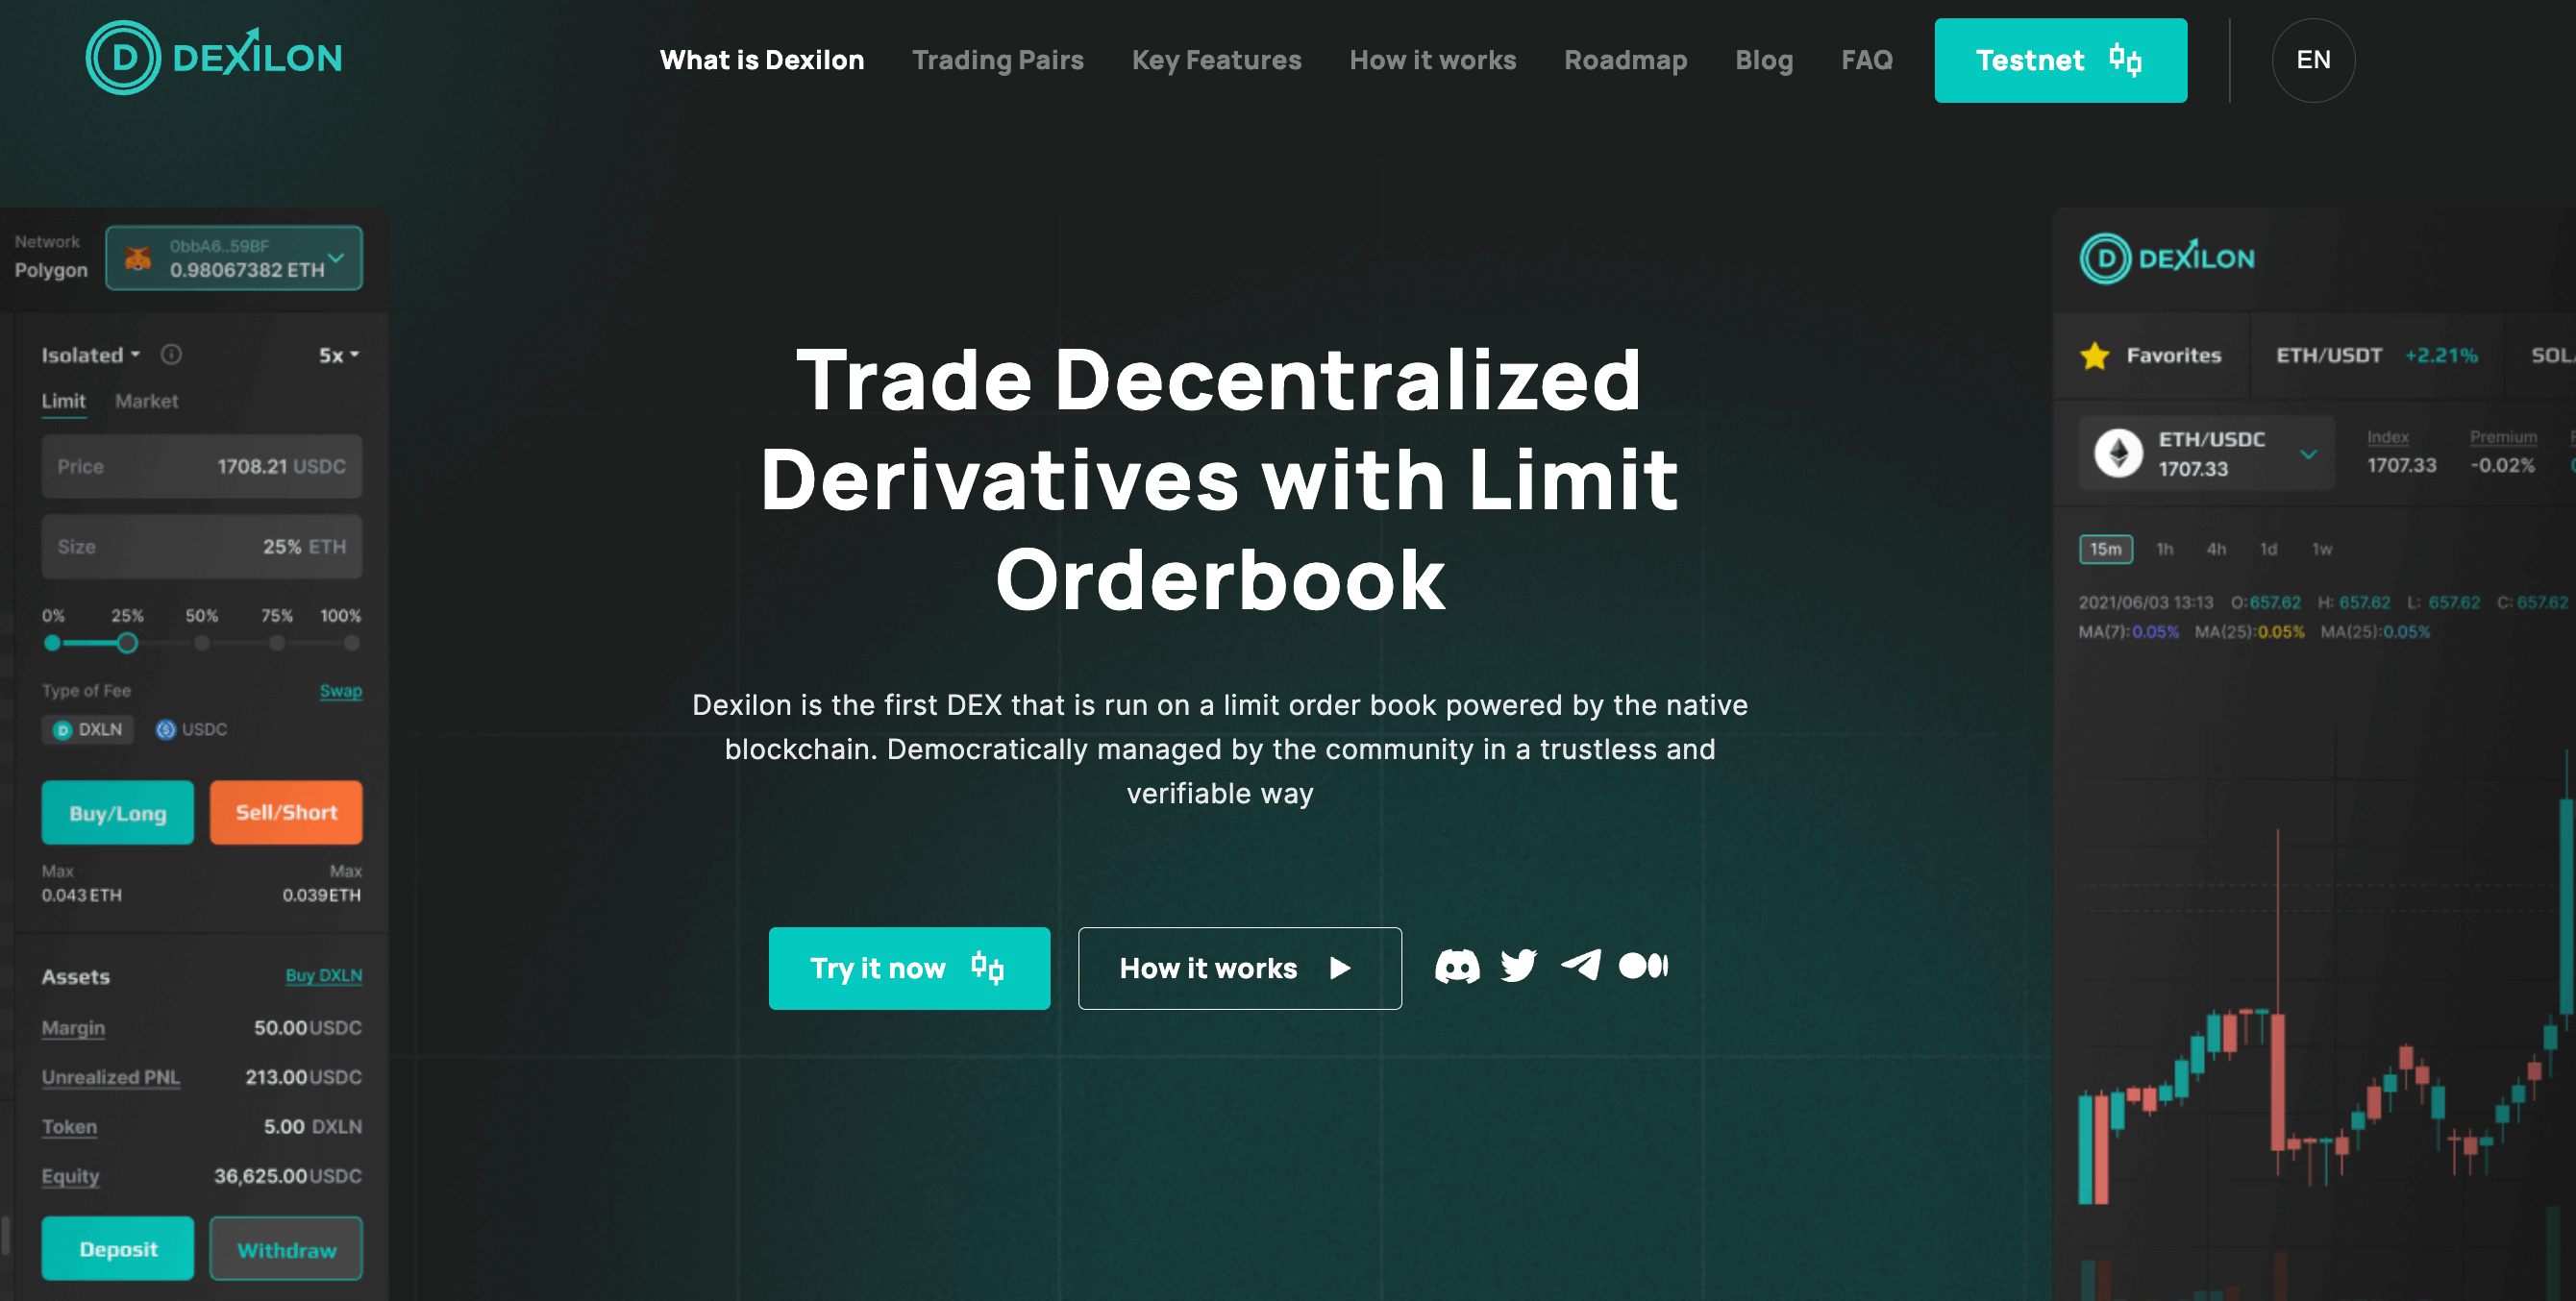 DEXILON
What is Dexilon Trading Pairs Key Features How it works Roadmap Blog FAQ Testnet EN
Network
Polygon
0bbA6..59BF
0.98067382 ETH
Isolated 5x
Limit Market
Price 1708.21 USDC
Size 25% ETH
0% 25% 50% 75% 100%
Type of Fee Swap
DXLN USDC
Buy/Long Sell/Short
Max Max
0.043 ETH 0.039 ETH
Assets Buy DXLN
Margin 50.00 USDC
Unrealized PNL 213.00 USDC
Token 5.00 DXLN
Equity 36,625.00 USDC
Deposit Withdraw
Trade Decentralized
Derivatives with Limit
Orderbook
Dexilon is the first DEX that is run on a limit order book powered by the native
blockchain. Democratically managed by the community in a trustless and
verifiable way
Try it now How it works
DEXILON
Favorites ETH/USDT +2.21% SOL
ETH/USDC
1707.33
Index
1707.33
Premium
-0.02%
15m 1h 4h 1d 1w
2021/06/03 13:13 O: 657.62 H: 657.62 L: 657.62 C: 657.62
MA(7): 0.05% MA(25): 0.05% MA(25): 0.05%